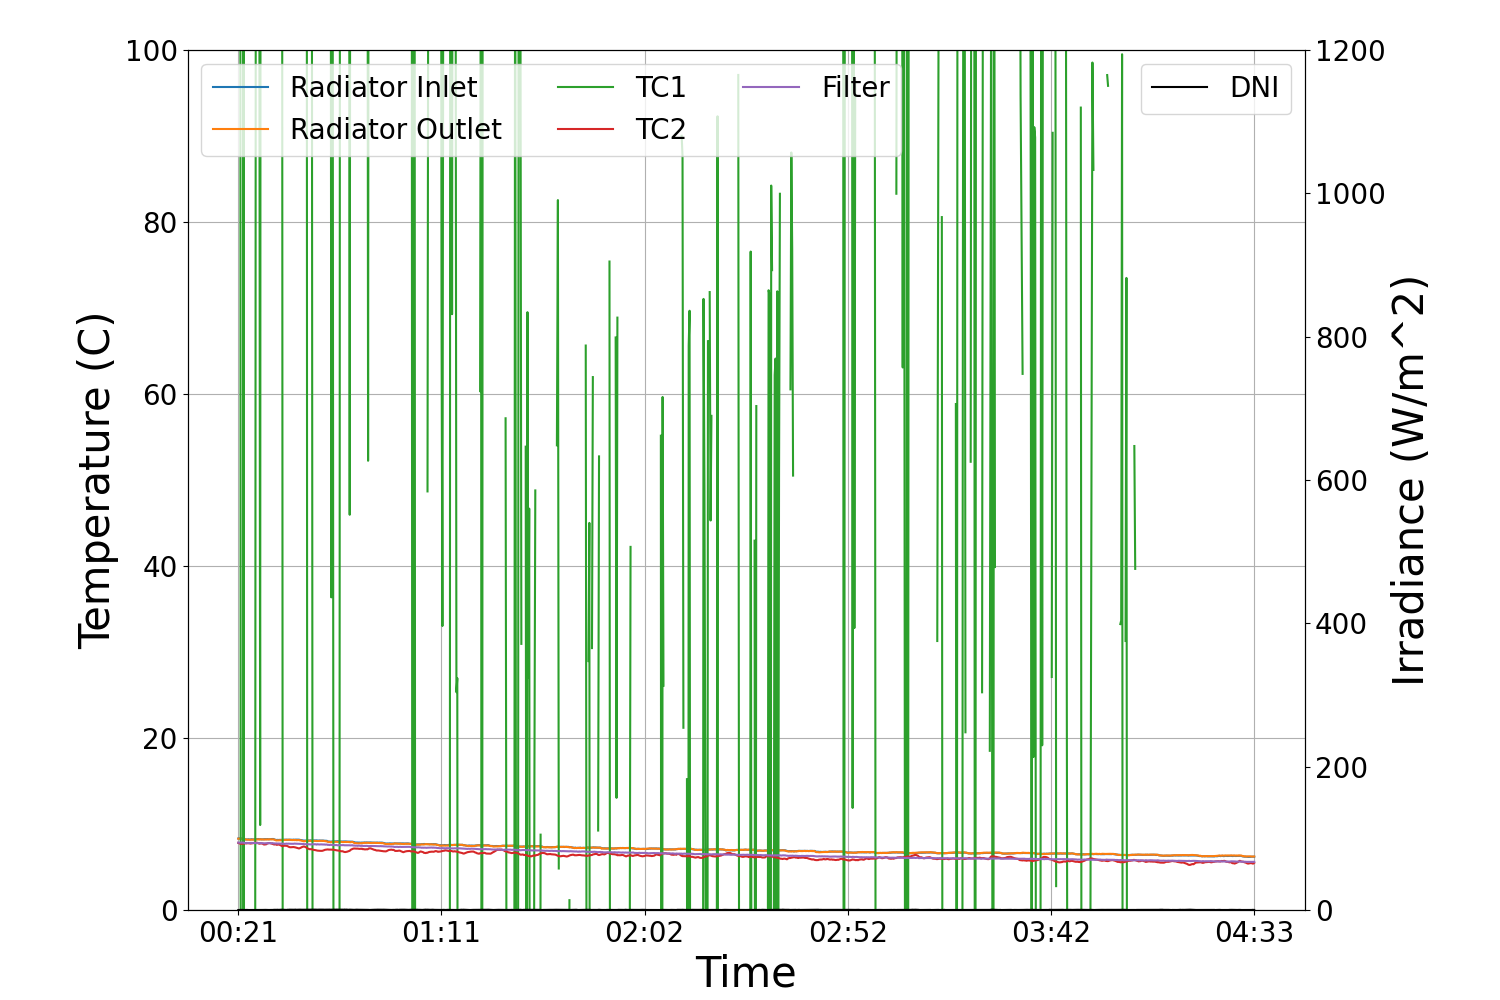 100
80
60
40
20
0
Temperature (C)
Radiator Inlet
Radiator Outlet
TC1
TC2
Filter
DNI
1200
1000
800
600
400
200
0
Irradiance (W/m^2)
00:21 01:11 02:02 02:52 03:42 04:33
Time